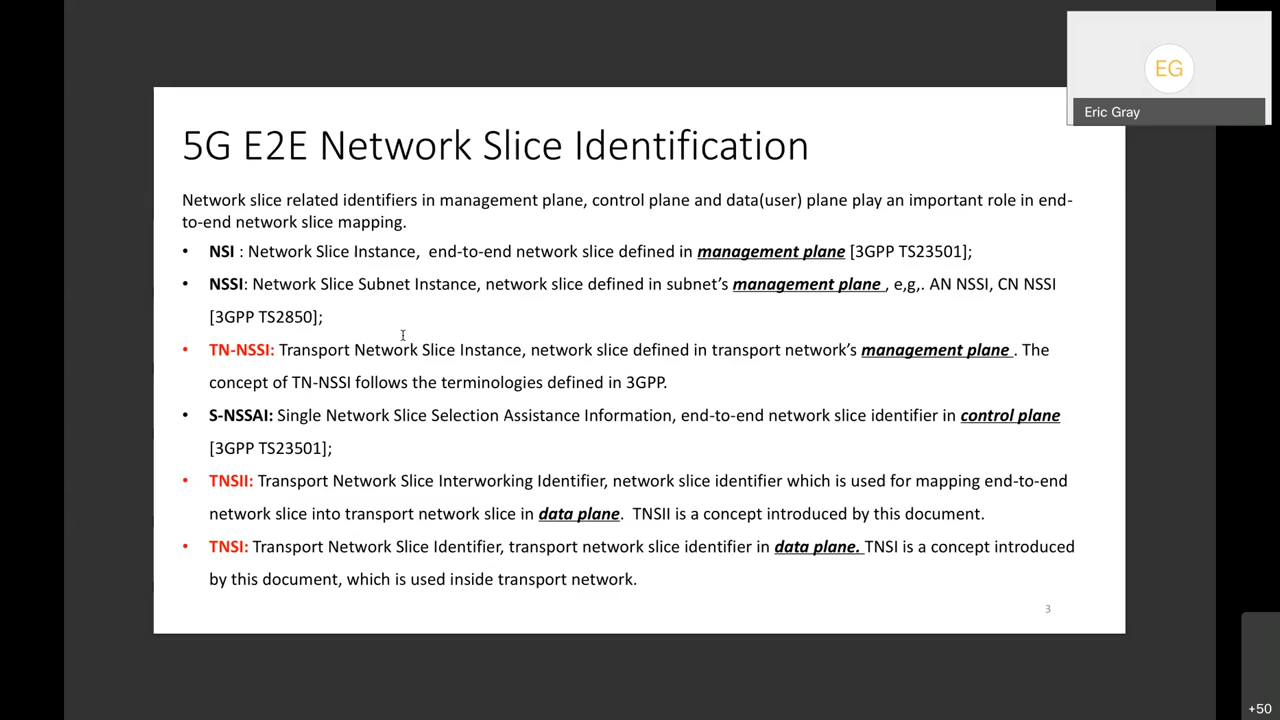 EG
Eric Gray
5G E2E Network Slice Identification
Network slice related identifiers in management plane, control plane and data(user) plane play an important role in end-
to-end network slice mapping.
• NSI : Network Slice Instance,  end-to-end network slice defined in management plane [3GPP TS23501];
• NSSI: Network Slice Subnet Instance, network slice defined in subnet’s management plane , e,g,. AN NSSI, CN NSSI
[3GPP TS2850];
• TN-NSSI: Transport Network Slice Instance, network slice defined in transport network’s management plane . The
concept of TN-NSSI follows the terminologies defined in 3GPP.
• S-NSSAI: Single Network Slice Selection Assistance Information, end-to-end network slice identifier in control plane
[3GPP TS23501];
• TNSII: Transport Network Slice Interworking Identifier, network slice identifier which is used for mapping end-to-end
network slice into transport network slice in data plane.  TNSII is a concept introduced by this document.
• TNSI: Transport Network Slice Identifier, transport network slice identifier in data plane. TNSI is a concept introduced
by this document, which is used inside transport network.
3
+50